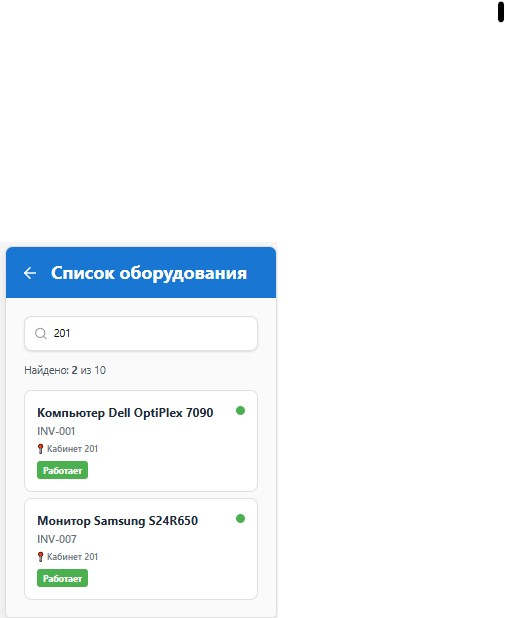 Список оборудования
201
Найдено: 2 из 10
Компьютер Dell OptiPlex 7090
INV-001
Кабинет 201
Работает
Монитор Samsung S24R650
INV-007
Кабинет 201
Работает